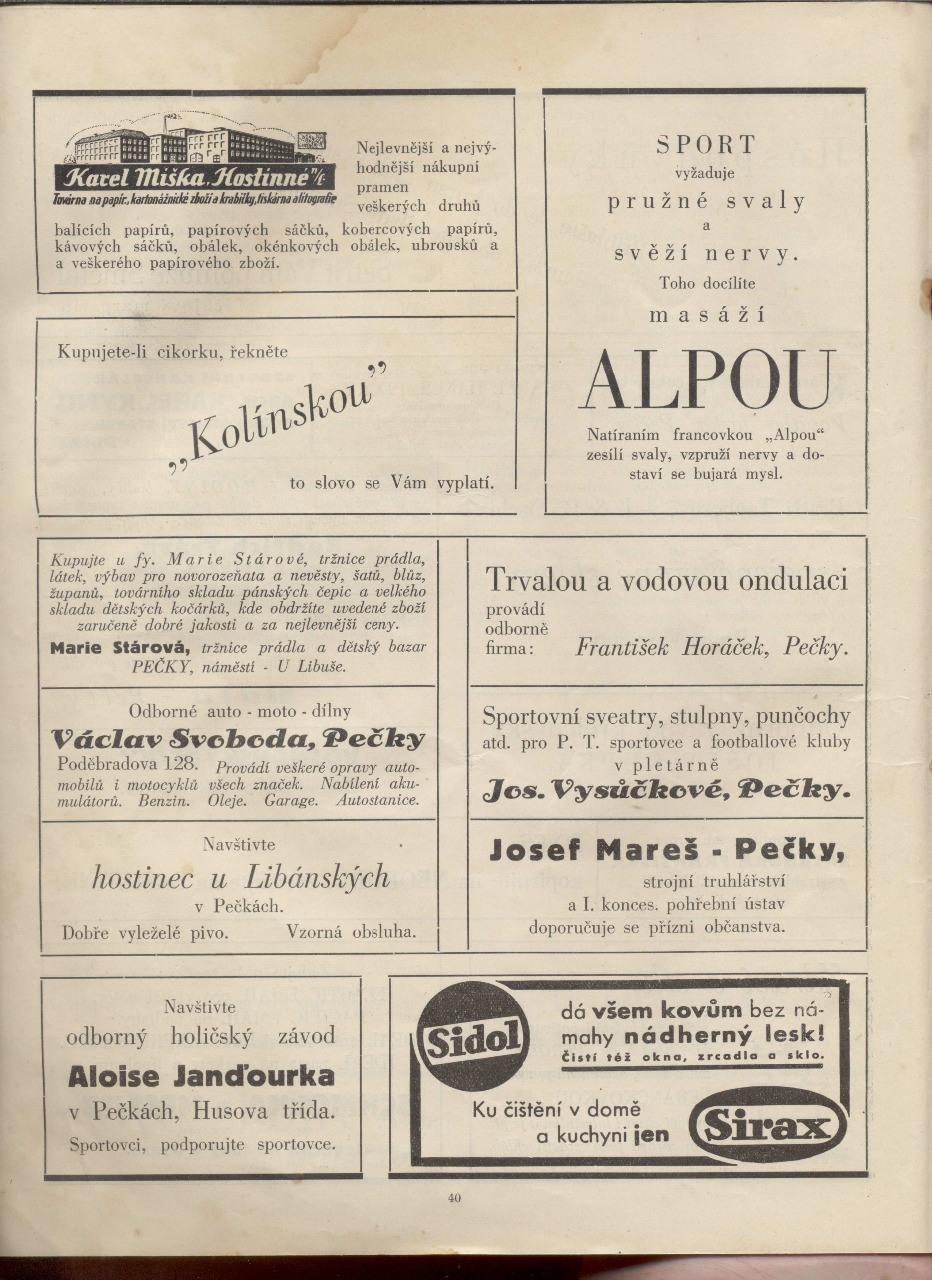 Karel Miška, Hostinné n/L
Továrna na papír., kartonážnické zboží a krabičky, tiskárna a litografie
Nejlevnější a nejvý-
hodnější nákupní
pramen
veškerých druhů
balících papírů, papírových sáčků, kobercových papírů,
kávových sáčků, obálek, okénkových obálek, ubrousků a
a veškerého papírového zboží.
Kupujete-li cikorku, řekněte
„Kolínskou”
to slovo se Vám vyplatí.
SPORT
vyžaduje
pružné svaly
a
svěží nervy.
Toho docílíte
masáží
ALPOU
Natíraním francovkou „Alpou“
zesílí svaly, vzpruží nervy a do-
staví se bujará mysl.
Kupujte u fy. Marie Stárové, tržnice prádla,
látek, výbav pro novorozeňata a nevěsty, šatů, blůz,
županů, továrního skladu pánských čepic a velkého
skladu dětských kočárků, kde obdržíte uvedené zboží
zaručeně dobré jakosti a za nejlevnější ceny.
Marie Stárová, tržnice prádla a dětský bazar
PEČKY, náměstí - U Libuše.
Odborné auto - moto - dílny
Václav Svoboda, Pečky
Poděbradova 128. Provádí veškeré opravy auto-
mobilů i motocyklů všech značek. Nabílení aku-
mulátorů. Benzin. Oleje. Garage. Autostanice.
Navštivte
hostinec u Libánských
v Pečkách.
Dobře vyleželé pivo. Vzorná obsluha.
Trvalou a vodovou ondulaci
provádí
odborně
firma: František Horáček, Pečky.
Sportovní sveatry, stulpny, punčochy
atd. pro P. T. sportovce a footballové kluby
v pletárně
Jos. Vysůčkové, Pečky.
Josef Mareš - Pečky,
strojní truhlářství
a I. konces. pohřební ústav
doporučuje se přízni občanstva.
Navštivte
odborný holičský závod
Aloise Janďourka
v Pečkách, Husova třída.
Sportovci, podporujte sportovce.
Sidol
dá všem kovům bez ná-
mahy nádherný lesk!
Čistí též okna, zrcadla a sklo.
Ku čištění v domě
a kuchyni jen
Sirax
40